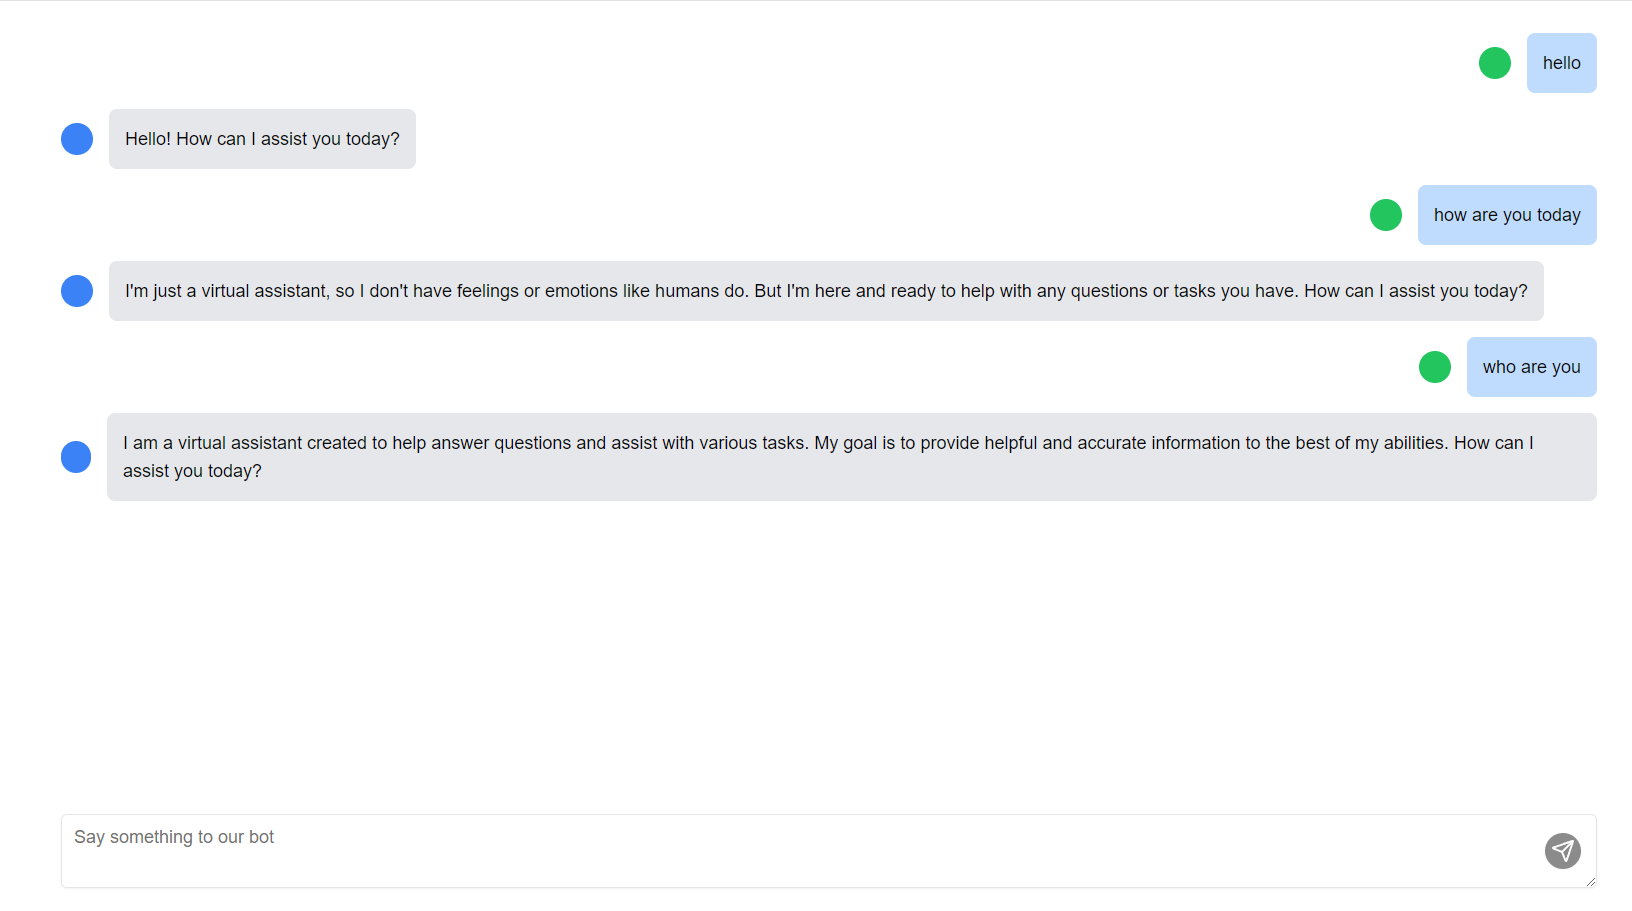 hello
Hello! How can I assist you today?
how are you today
I'm just a virtual assistant, so I don't have feelings or emotions like humans do. But I'm here and ready to help with any questions or tasks you have. How can I assist you today?
who are you
I am a virtual assistant created to help answer questions and assist with various tasks. My goal is to provide helpful and accurate information to the best of my abilities. How can I
assist you today?
Say something to our bot